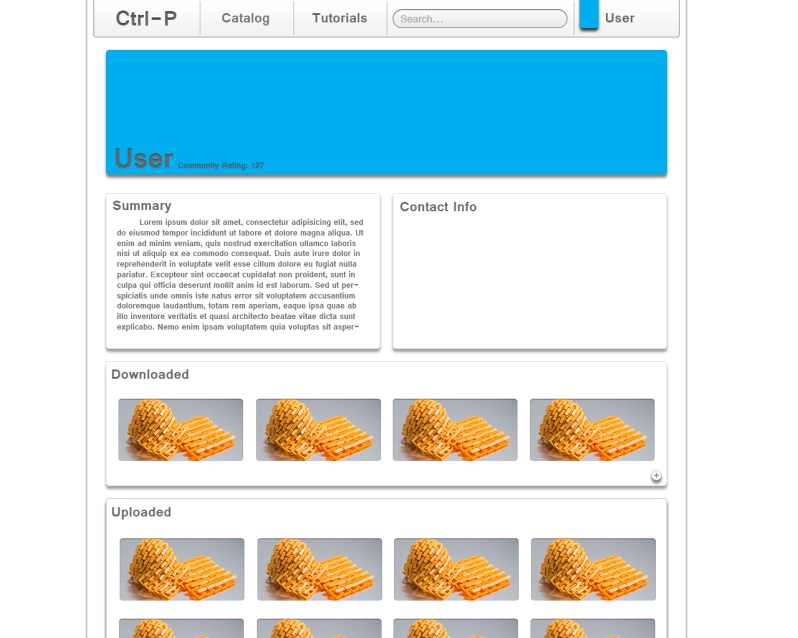 Ctrl-P
Catalog
Tutorials
Search...
User
User
Community Rating: 127
Summary
Lorem ipsum dolor sit amet, consectetur adipisicing elit, sed
do eiusmod tempor incididunt ut labore et dolore magna aliqua. Ut
enim ad minim veniam, quis nostrud exercitation ullamco laboris
nisi ut aliquip ex ea commodo consequat. Duis aute irure dolor in
reprehenderit in voluptate velit esse cillum dolore eu fugiat nulla
pariatur. Excepteur sint occaecat cupidatat non proident, sunt in
culpa qui officia deserunt mollit anim id est laborum. Sed ut per-
spiciatis unde omnis iste natus error sit voluptatem accusantium
doloremque laudantium, totam rem aperiam, eaque ipsa quae ab
illo inventore veritatis et quasi architecto beatae vitae dicta sunt
explicabo. Nemo enim ipsam voluptatem quia voluptas sit asper-
Contact Info
Downloaded
Uploaded